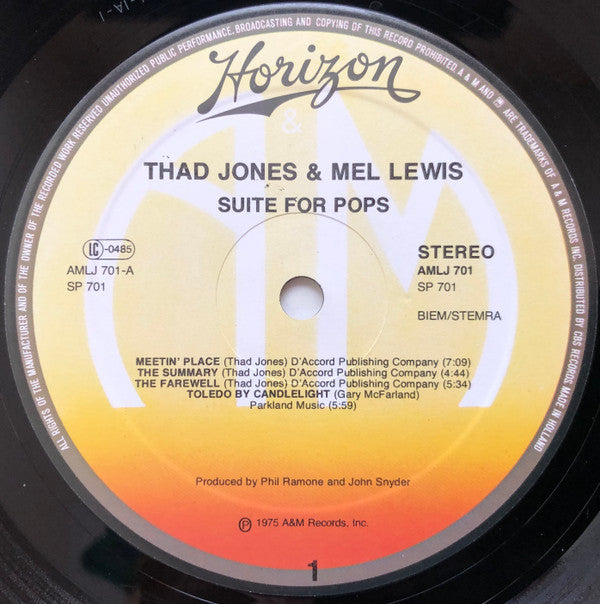 ALL RIGHTS OF THE MANUFACTURER AND OF THE OWNER OF THE RECORDED WORK RESERVED UNAUTHORIZED PUBLIC PERFORMANCE, BROADCASTING AND COPYING OF THIS RECORD PROHIBITED. A & M AND ARE TRADEMARKS OF A & M RECORDS INC. DISTRIBUTED BY CBS RECORDS MADE IN HOLLAND
Horizon
A&M
THAD JONES & MEL LEWIS
SUITE FOR POPS
LC-0485
AMLJ 701-A
SP 701
STEREO
AMLJ 701
SP 701
BIEM/STEMRA
MEETIN' PLACE (Thad Jones) D'Accord Publishing Company (7:09)
THE SUMMARY (Thad Jones) D'Accord Publishing Company (4:44)
THE FAREWELL (Thad Jones) D'Accord Publishing Company (5:34)
TOLEDO BY CANDLELIGHT (Gary McFarland)
Parkland Music (5:59)
Produced by Phil Ramone and John Snyder
℗ 1975 A&M Records, Inc.
1